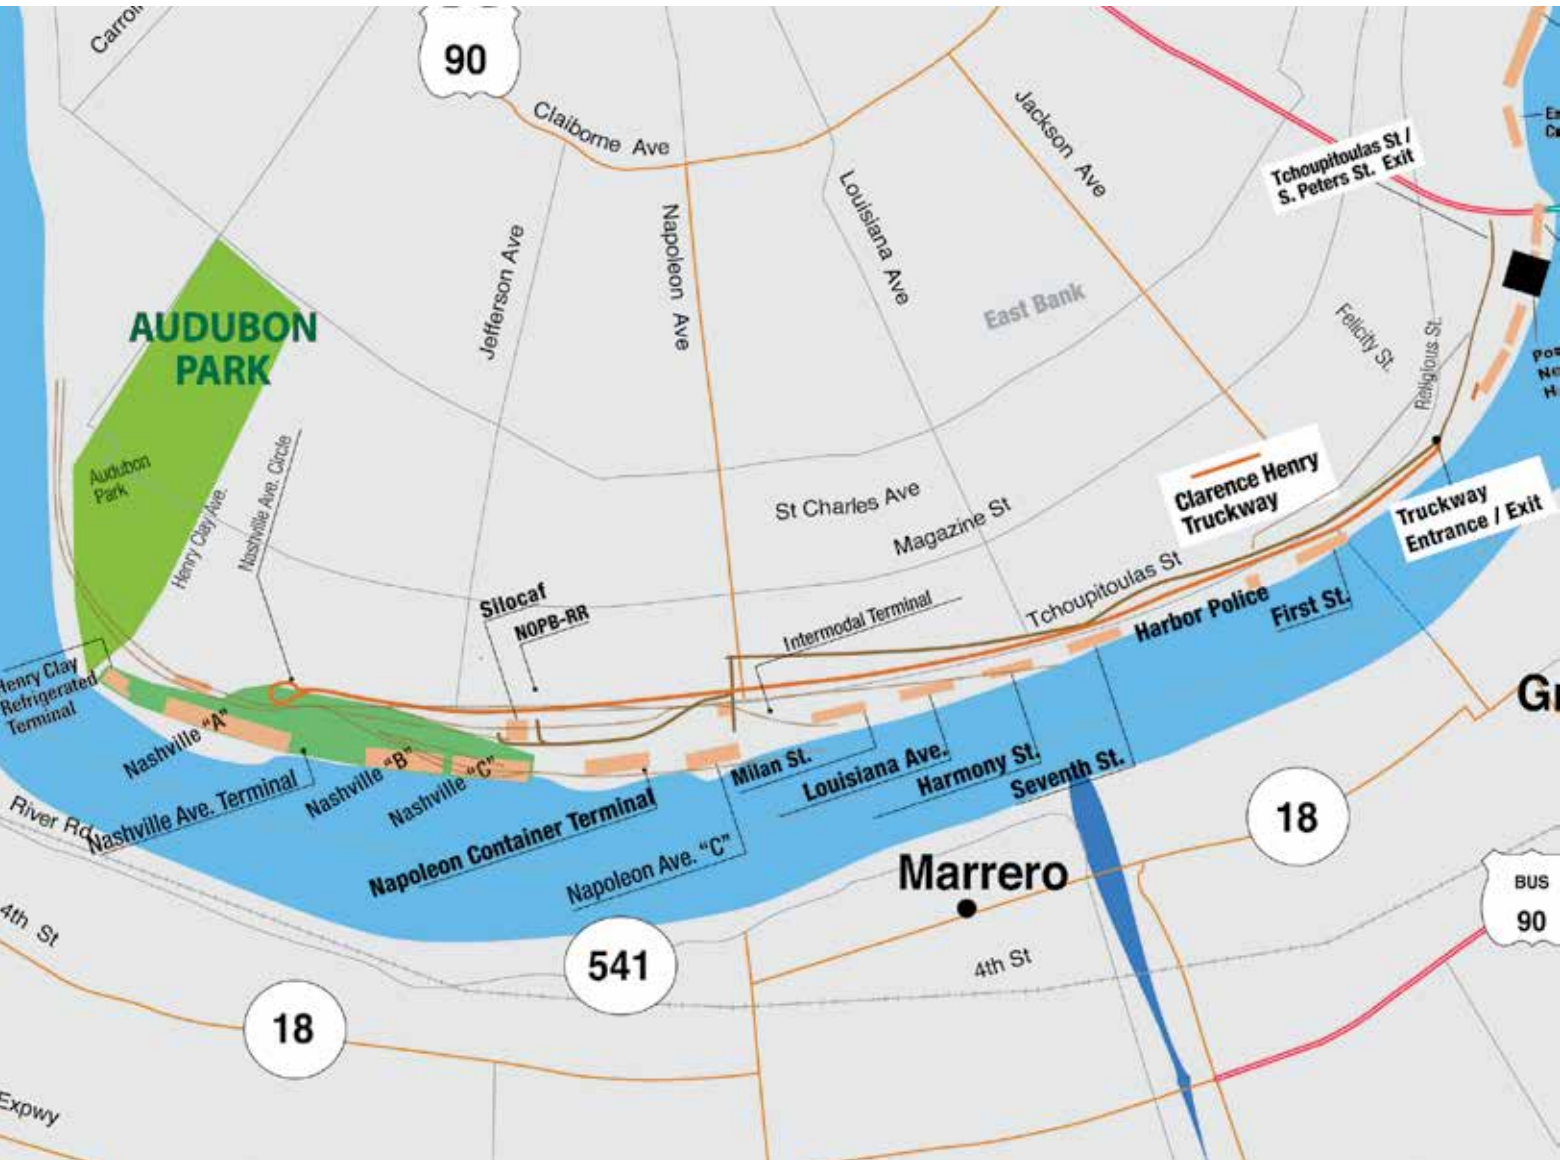 90
Claiborne Ave
Jackson Ave
Tchoupitoulas St /
S. Peters St. Exit
Louisiana Ave
Napoleon Ave
Jefferson Ave
East Bank
AUDUBON
PARK
Felicity St.
Religious St.
Audubon
Park
Henry Clay Ave.
Nashville Ave. Circle
St Charles Ave
Magazine St
Clarence Henry
Truckway
Truckway
Entrance / Exit
Tchoupitoulas St
Silocaf
NOPB-RR
Intermodal Terminal
Harbor Police
First St.
Henry Clay
Refrigerated
Terminal
Nashville "A"
Nashville "B"
Nashville "C"
Nashville Ave. Terminal
Milan St.
Louisiana Ave.
Harmony St.
Seventh St.
Napoleon Container Terminal
Napoleon Ave. "C"
River Rd
Marrero
18
BUS
90
4th St
541
4th St
18
Expwy